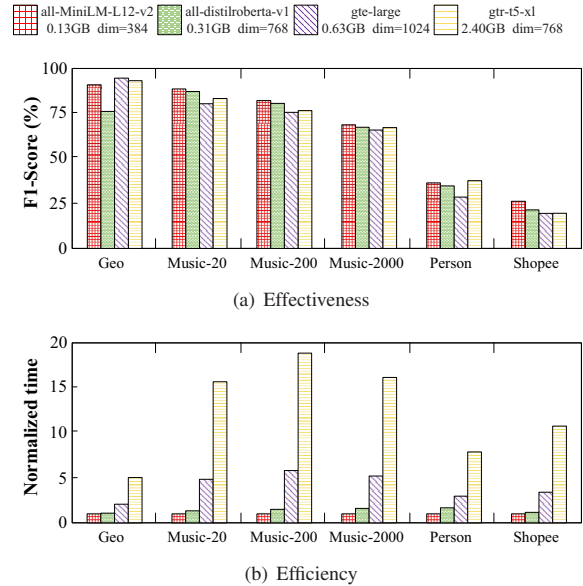 all-MiniLM-L12-v2 all-distilroberta-v1 gte-large gtr-t5-xl
0.13GB dim=384 0.31GB dim=768 0.63GB dim=1024 2.40GB dim=768
F1-Score (%)
100
75
50
25
0
Geo Music-20 Music-200 Music-2000 Person Shopee
(a) Effectiveness
Normalized time
20
15
10
5
0
Geo Music-20 Music-200 Music-2000 Person Shopee
(b) Efficiency